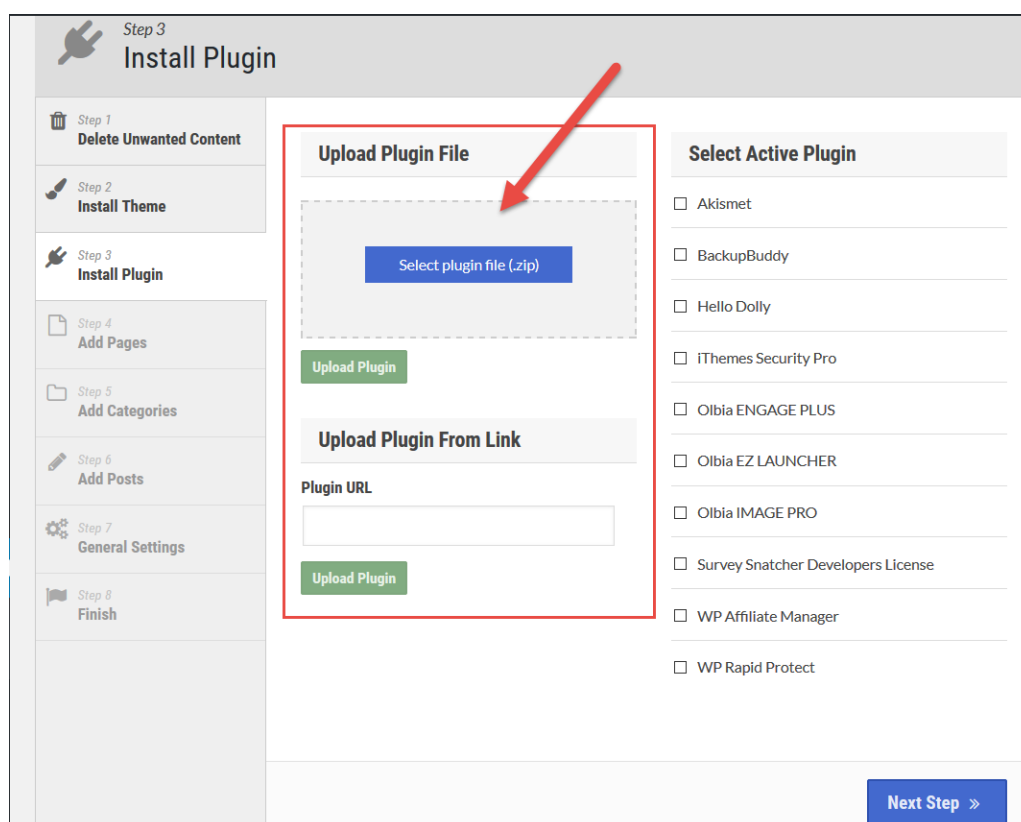 Step 3
Install Plugin
Step 1
Delete Unwanted Content
Step 2
Install Theme
Step 3
Install Plugin
Step 4
Add Pages
Step 5
Add Categories
Step 6
Add Posts
Step 7
General Settings
Step 8
Finish
Upload Plugin File
Select plugin file (.zip)
Upload Plugin
Upload Plugin From Link
Plugin URL
Upload Plugin
Select Active Plugin
Akismet
BackupBuddy
Hello Dolly
iThemes Security Pro
Olbia ENGAGE PLUS
Olbia EZ LAUNCHER
Olbia IMAGE PRO
Survey Snatcher Developers License
WP Affiliate Manager
WP Rapid Protect
Next Step »